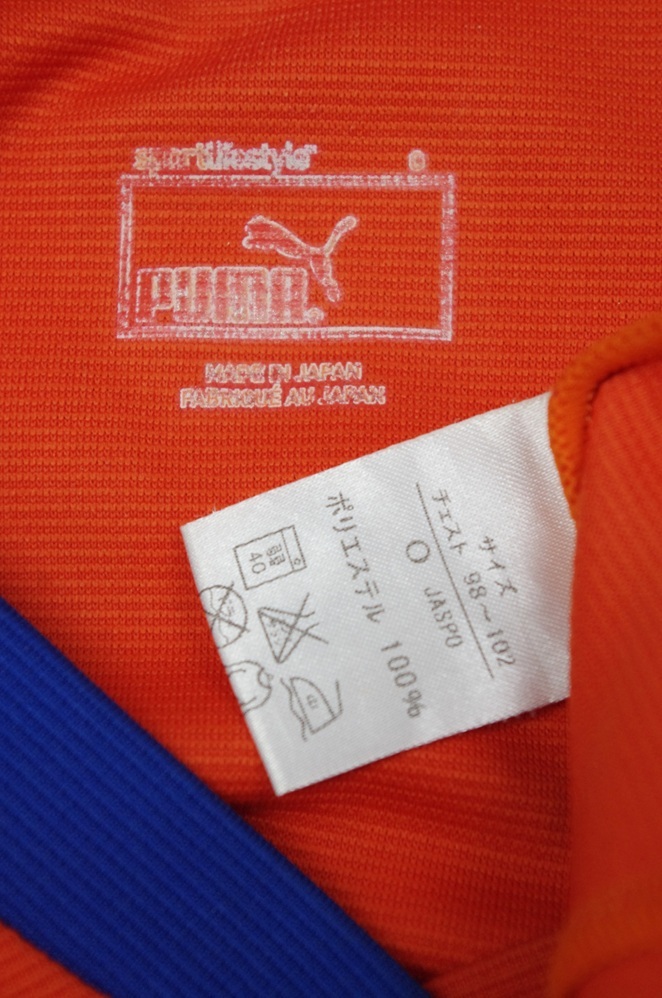 sportlifestyle®
O
PUMA®
MADE IN JAPAN
FABRIQUÉ AU JAPAN
サイズ
チェスト 98～102
O JASPO
ポリエステル 100%
40